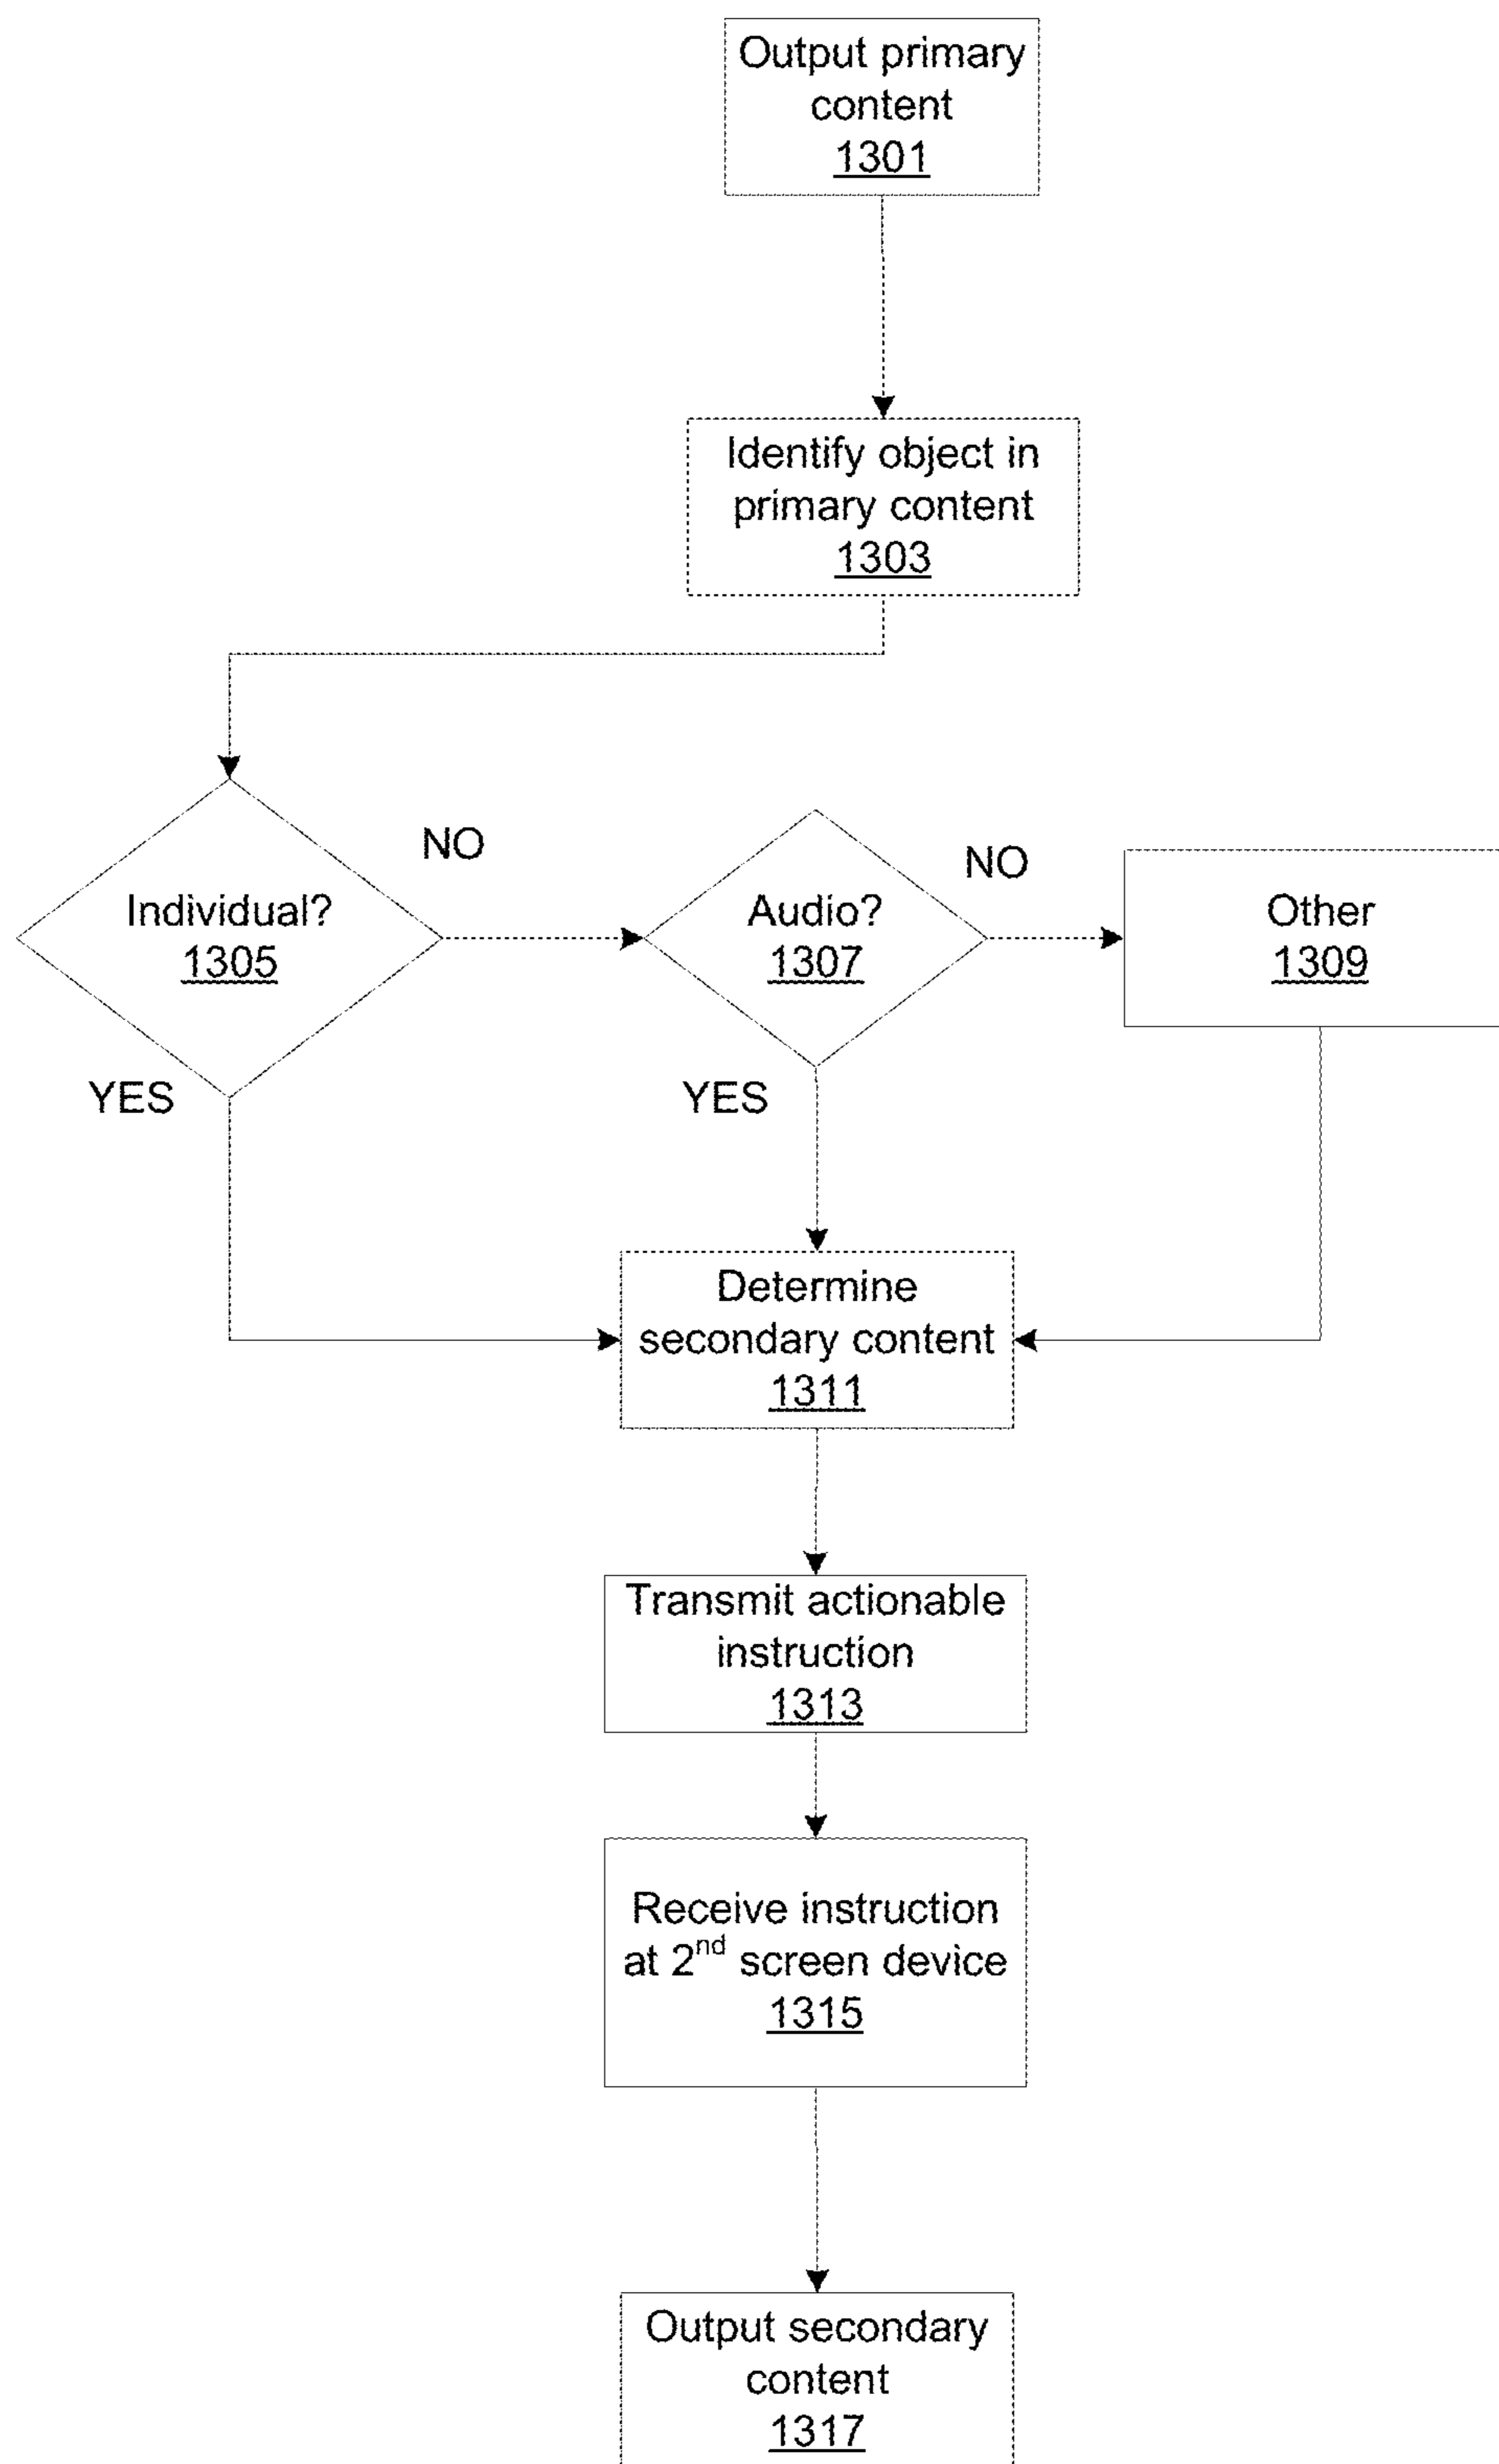 Output primary
content
1301
Identify object in
primary content
1303
Individual?
1305
NO
Audio?
1307
NO
Other
1309
YES
YES
Determine
secondary content
1311
Transmit actionable
instruction
1313
Receive instruction
at 2nd screen device
1315
Output secondary
content
1317